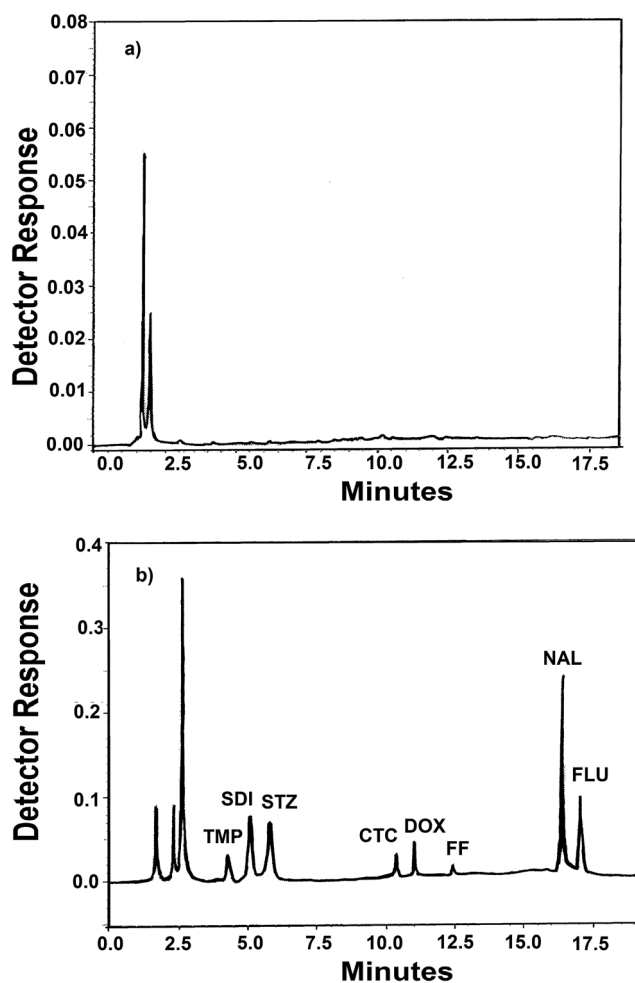 a)
Detector Response
0.08
0.07
0.06
0.05
0.04
0.03
0.02
0.01
0.00
0.0 2.5 5.0 7.5 10.0 12.5 15.0 17.5
Minutes
b)
Detector Response
0.4
0.3
0.2
0.1
0.0
TMP
SDI
STZ
CTC
DOX
FF
NAL
FLU
0.0 2.5 5.0 7.5 10.0 12.5 15.0 17.5
Minutes